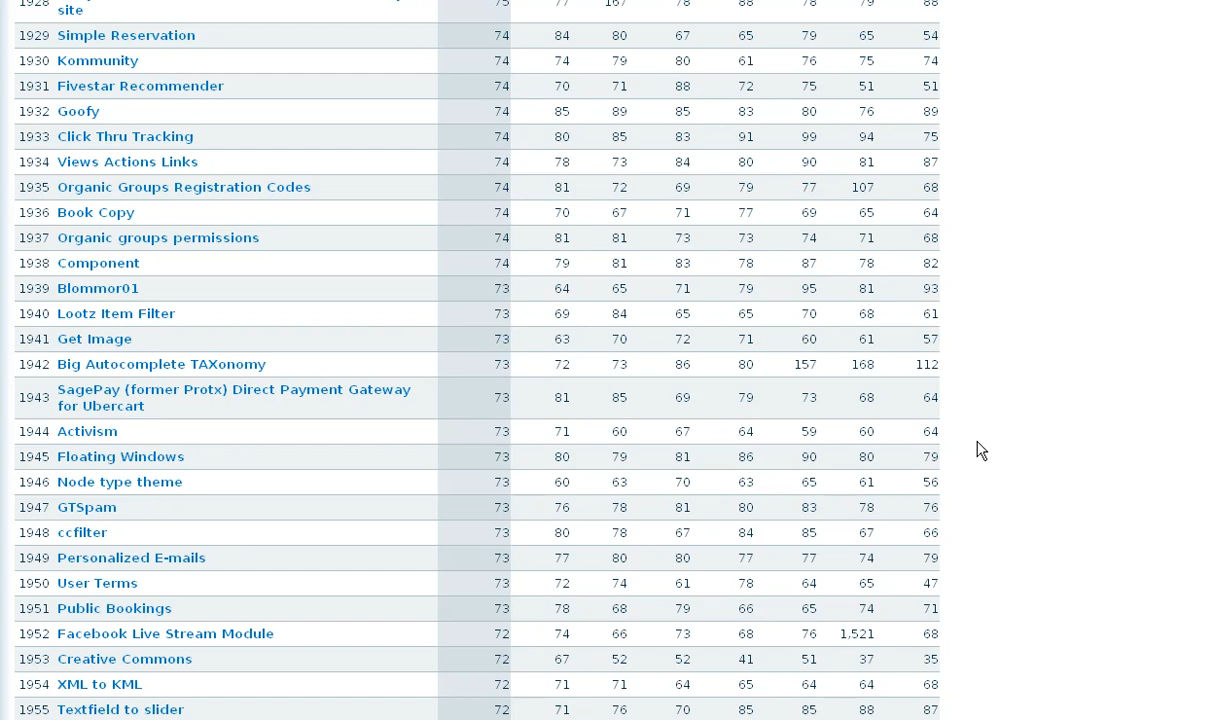 1928 75 77 167 78 88 78 79 88
site
1929 Simple Reservation 74 84 80 67 65 79 65 54
1930 Kommunity 74 74 79 80 61 76 75 74
1931 Fivestar Recommender 74 70 71 88 72 75 51 51
1932 Goofy 74 85 89 85 83 80 76 89
1933 Click Thru Tracking 74 80 85 83 91 99 94 75
1934 Views Actions Links 74 78 73 84 80 90 81 87
1935 Organic Groups Registration Codes 74 81 72 69 79 77 107 68
1936 Book Copy 74 70 67 71 77 69 65 64
1937 Organic groups permissions 74 81 81 73 73 74 71 68
1938 Component 74 79 81 83 78 87 78 82
1939 Blommor01 73 64 65 71 79 95 81 93
1940 Lootz Item Filter 73 69 84 65 65 70 68 61
1941 Get Image 73 63 70 72 71 60 61 57
1942 Big Autocomplete TAXonomy 73 72 73 86 80 157 168 112
1943 SagePay (former Protx) Direct Payment Gateway
for Ubercart 73 81 85 69 79 73 68 64
1944 Activism 73 71 60 67 64 59 60 64
1945 Floating Windows 73 80 79 81 86 90 80 79
1946 Node type theme 73 60 63 70 63 65 61 56
1947 GTSpam 73 76 78 81 80 83 78 76
1948 ccfilter 73 80 78 67 84 85 67 66
1949 Personalized E-mails 73 77 80 80 77 77 74 79
1950 User Terms 73 72 74 61 78 64 65 47
1951 Public Bookings 73 78 68 79 66 65 74 71
1952 Facebook Live Stream Module 72 74 66 73 68 76 1,521 68
1953 Creative Commons 72 67 52 52 41 51 37 35
1954 XML to KML 72 71 71 64 65 64 64 68
1955 Textfield to slider 72 71 76 70 85 85 88 87